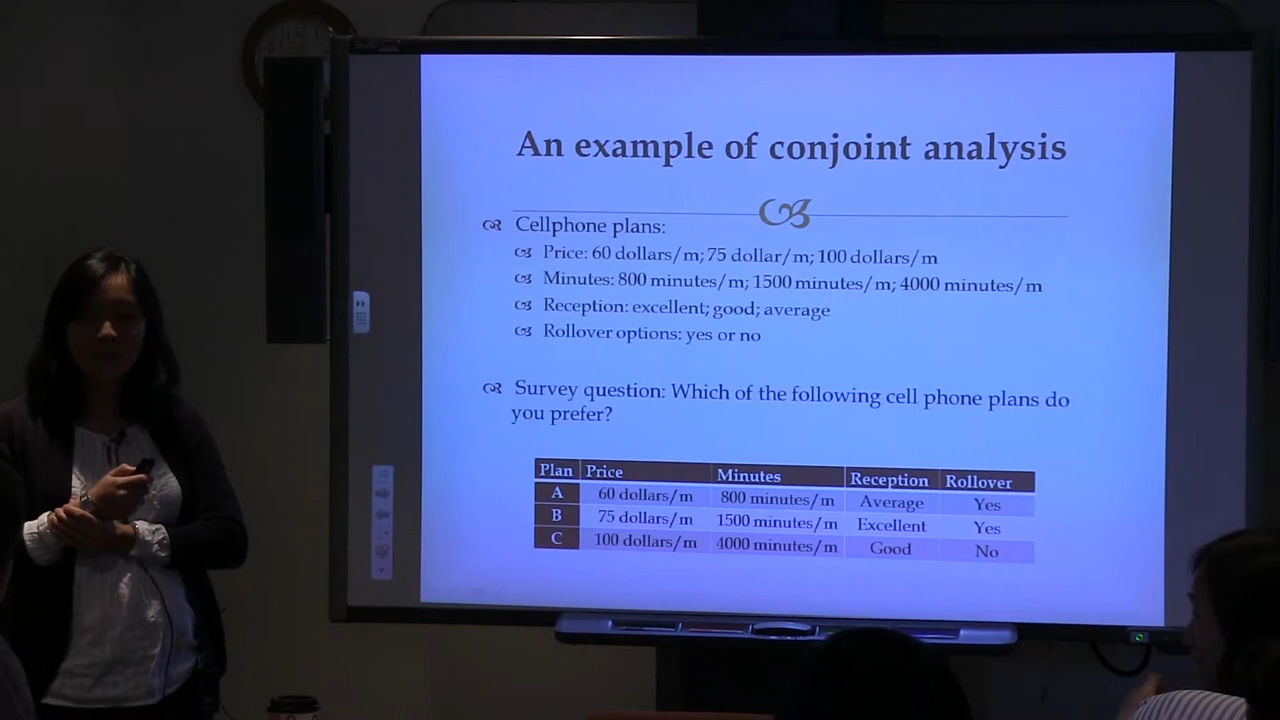 An example of conjoint analysis
Cellphone plans:
Price: 60 dollars/m; 75 dollar/m; 100 dollars/m
Minutes: 800 minutes/m; 1500 minutes/m; 4000 minutes/m
Reception: excellent; good; average
Rollover options: yes or no
Survey question: Which of the following cell phone plans do
you prefer?
Plan Price Minutes Reception Rollover
A 60 dollars/m 800 minutes/m Average Yes
B 75 dollars/m 1500 minutes/m Excellent Yes
C 100 dollars/m 4000 minutes/m Good No